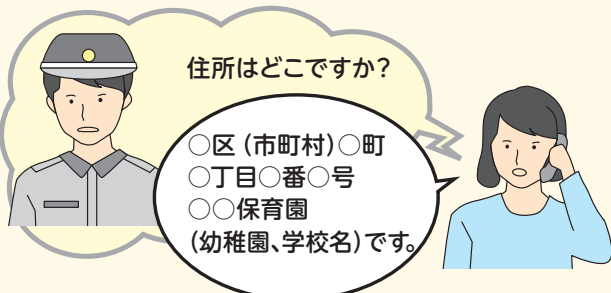 住所はどこですか?
○区(市町村)○町
○丁目○番○号
○○保育園
(幼稚園、学校名)です。